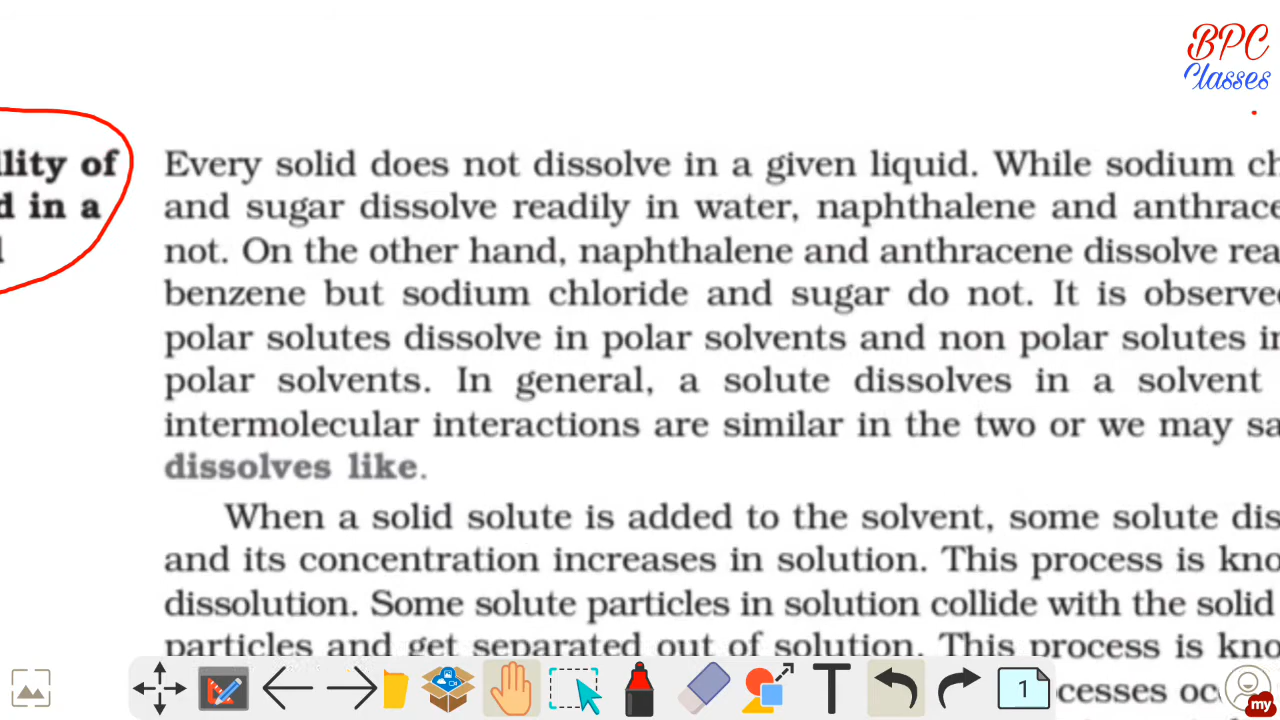 BPC
Classes
lity of
d in a
Every solid does not dissolve in a given liquid. While sodium ch
and sugar dissolve readily in water, naphthalene and anthrace
not. On the other hand, naphthalene and anthracene dissolve rea
benzene but sodium chloride and sugar do not. It is observe
polar solutes dissolve in polar solvents and non polar solutes in
polar solvents. In general, a solute dissolves in a solvent
intermolecular interactions are similar in the two or we may sa
dissolves like.
When a solid solute is added to the solvent, some solute dis
and its concentration increases in solution. This process is kno
dissolution. Some solute particles in solution collide with the solid
particles and get separated out of solution. This process is kno
cesses oc
1
T
my